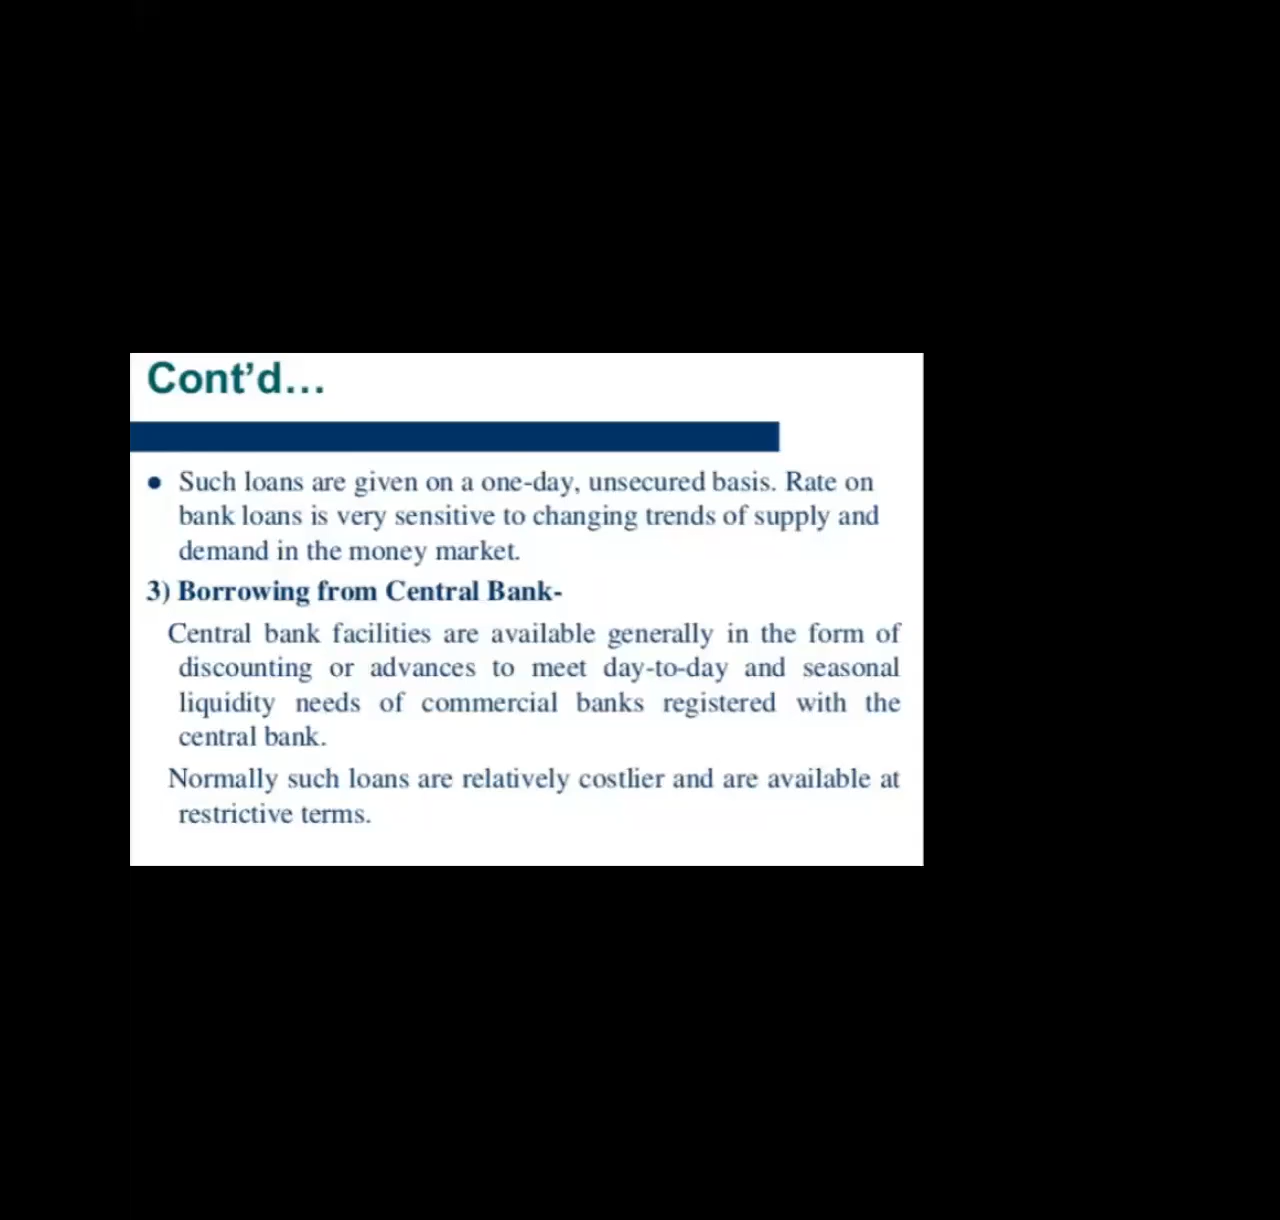 Cont’d…
● Such loans are given on a one-day, unsecured basis. Rate on
bank loans is very sensitive to changing trends of supply and
demand in the money market.
3) Borrowing from Central Bank-
Central bank facilities are available generally in the form of
discounting or advances to meet day-to-day and seasonal
liquidity needs of commercial banks registered with the
central bank.
Normally such loans are relatively costlier and are available at
restrictive terms.